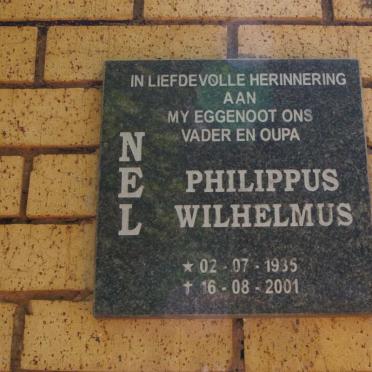 IN LIEFDEVOLLE HERINNERING
AAN
MY EGGENOOT ONS
VADER EN OUPA
NEL
PHILIPPUS
WILHELMUS
★ 02 - 07 - 1935
✝ 16 - 08 - 2001